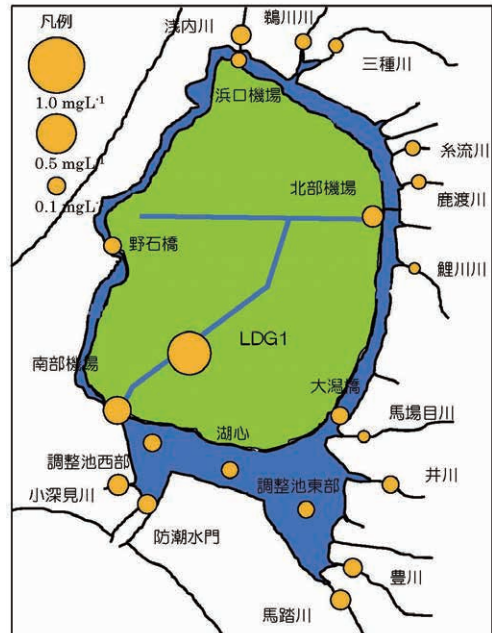 凡例
1.0 mgL⁻¹
0.5 mgL⁻¹
0.1 mgL
浅内川
鵜川川
三種川
浜口機場
糸流川
北部機場
鹿渡川
野石橋
鯉川川
LDG1
南部機場
大潟橋
湖心
馬場目川
調整池西部
調整池東部
井川
小深見川
防潮水門
豊川
馬踏川